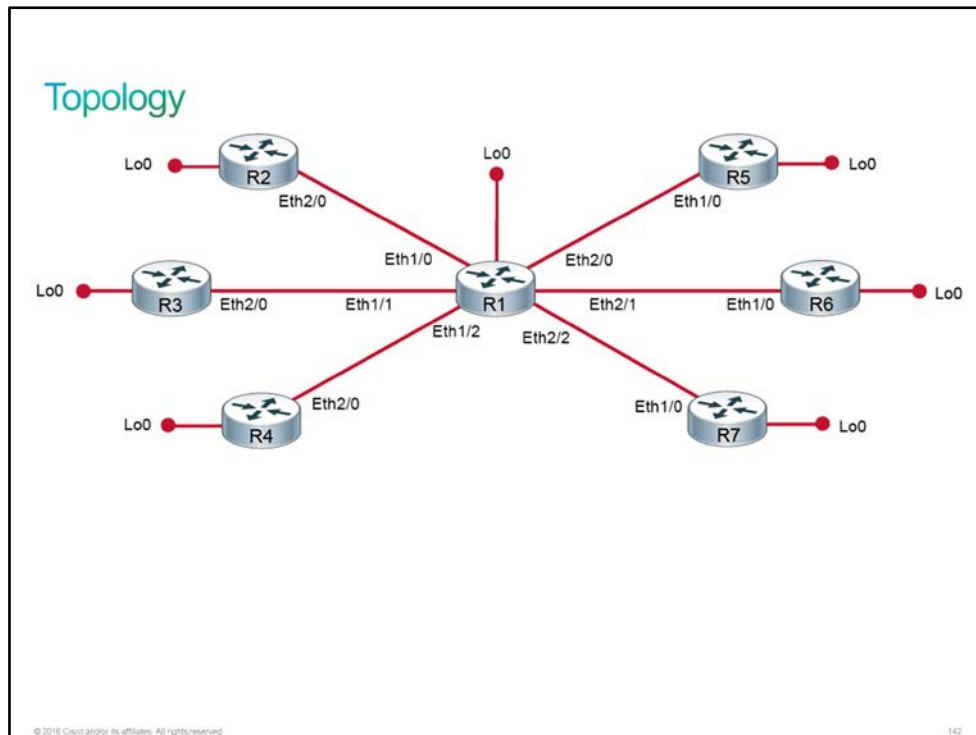 Topology
Lo0
R2
Eth2/0
Lo0
R5
Lo0
Eth1/0
Eth1/0
Eth2/0
Lo0
R3
Eth2/0
Eth1/1
R1
Eth2/1
Eth1/0
R6
Lo0
Eth1/2
Eth2/2
Lo0
R4
Eth2/0
Eth1/0
R7
Lo0
© 2016 Cisco and/or its affiliates. All rights reserved.
142